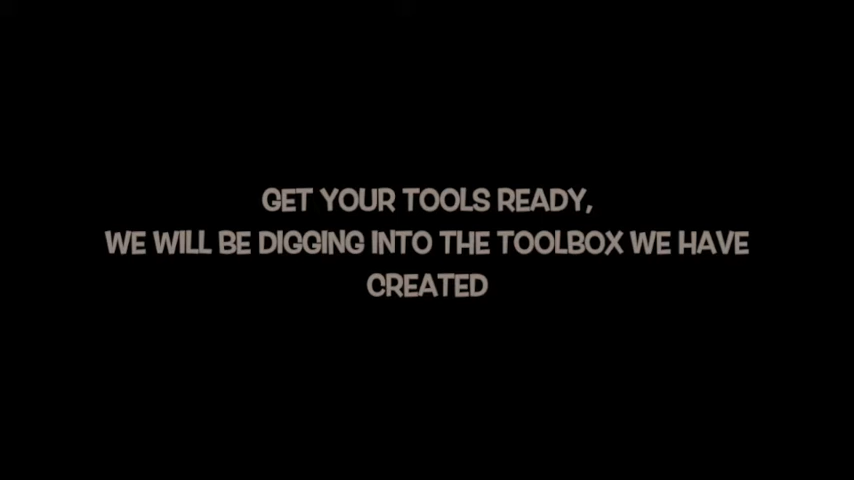 GET YOUR TOOLS READY,
WE WILL BE DIGGING INTO THE TOOLBOX WE HAVE
CREATED